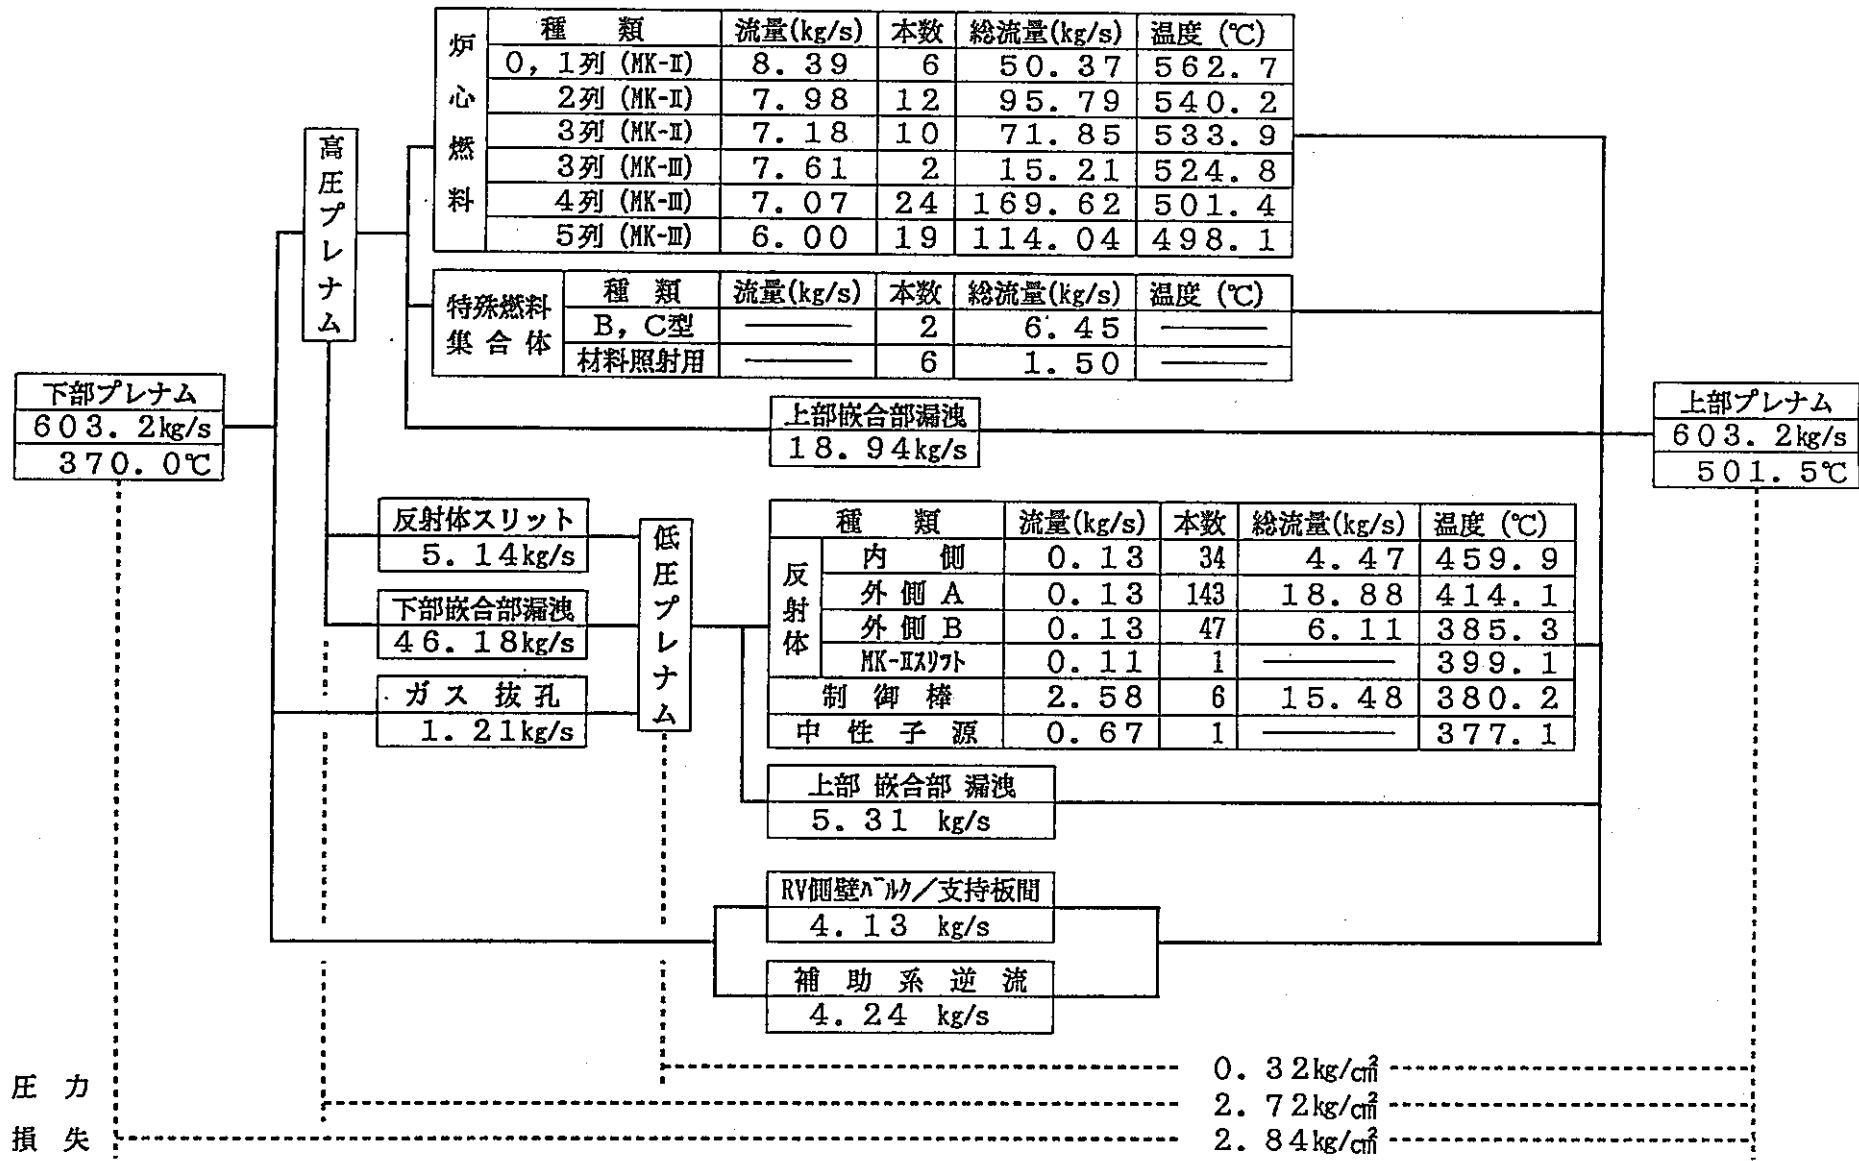 炉心燃料
種 類 流量(kg/s) 本数 総流量(kg/s) 温度 (℃)
0, 1列 (MK-Ⅱ) 8.39 6 50.37 562.7
2列 (MK-Ⅱ) 7.98 12 95.79 540.2
3列 (MK-Ⅱ) 7.18 10 71.85 533.9
3列 (MK-Ⅲ) 7.61 2 15.21 524.8
4列 (MK-Ⅲ) 7.07 24 169.62 501.4
5列 (MK-Ⅲ) 6.00 19 114.04 498.1
高圧プレナム
特殊燃料
集合体
種 類 流量(kg/s) 本数 総流量(kg/s) 温度 (℃)
B, C型 ――― 2 6.45 ―――
材料照射用 ――― 6 1.50 ―――
下部プレナム
603.2kg/s
370.0℃
上部嵌合部漏洩
18.94kg/s
上部プレナム
603.2kg/s
501.5℃
反射体スリット
5.14kg/s
下部嵌合部漏洩
46.18kg/s
ガス 抜孔
1.21kg/s
低圧プレナム
種 類 流量(kg/s) 本数 総流量(kg/s) 温度 (℃)
反射体
内 側 0.13 34 4.47 459.9
外側 A 0.13 143 18.88 414.1
外側 B 0.13 47 6.11 385.3
MK-Ⅱスリフト 0.11 1 ――― 399.1
制 御 棒 2.58 6 15.48 380.2
中 性 子 源 0.67 1 ――― 377.1
上部 嵌合部 漏洩
5.31 kg/s
RV側壁ベルク/支持板間
4.13 kg/s
補 助 系 逆 流
4.24 kg/s
圧 力
損 失
0.32kg/c㎡
2.72kg/c㎡
2.84kg/c㎡